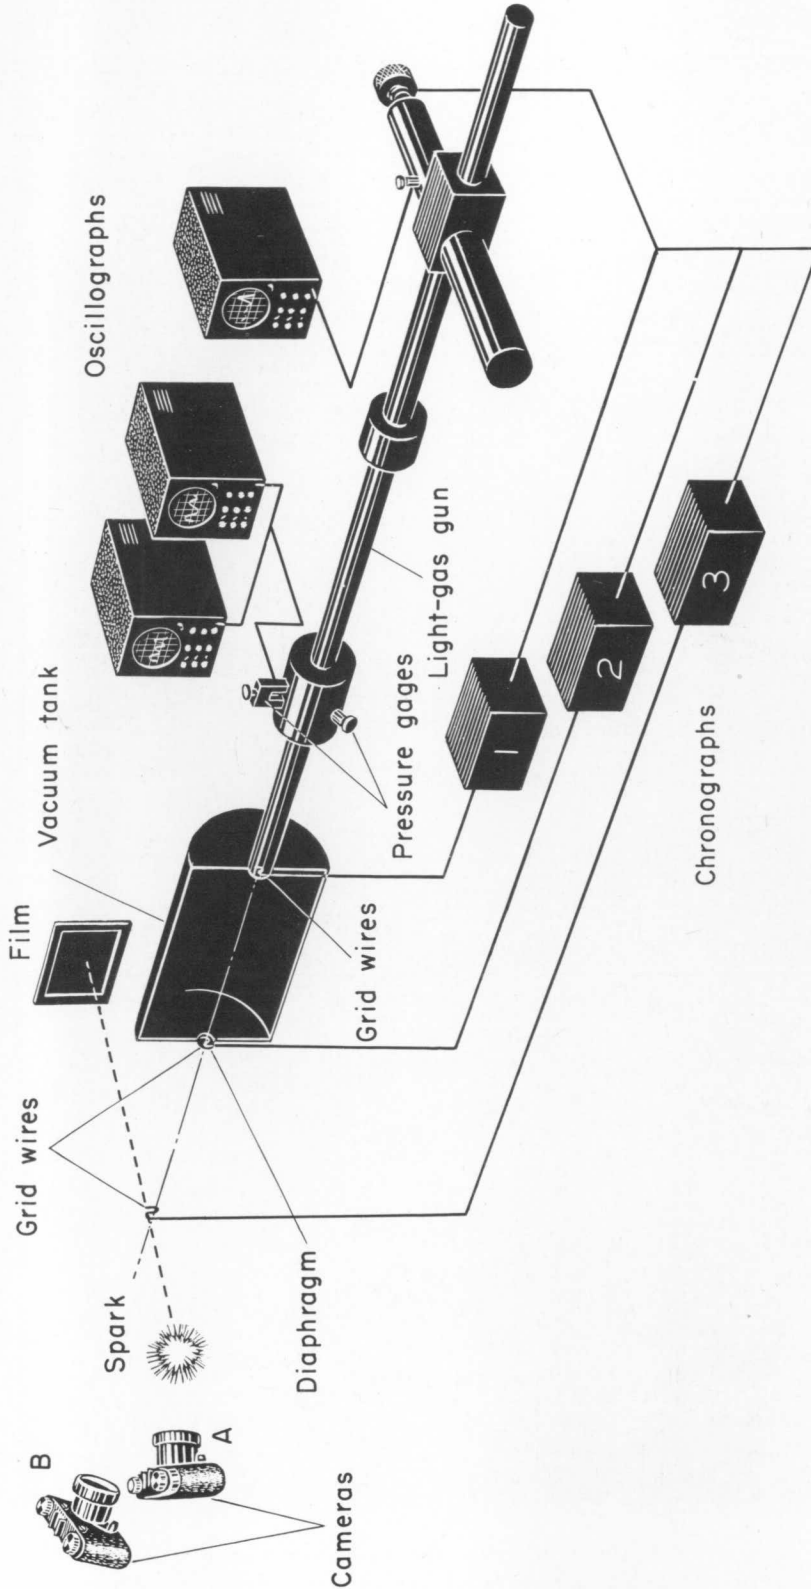 Oscillographs
Vacuum tank
Film
Grid wires
Spark
B
A
Cameras
Diaphragm
Grid wires
Pressure gages
Light-gas gun
1
2
3
Chronographs